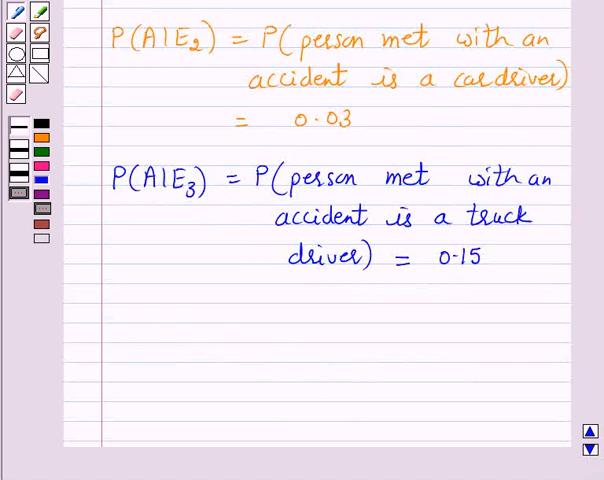 P(A|E2) = P( person met with an
accident is a car driver)
= 0.03
P(A|E3) = P( person met with an
accident is a truck
driver) = 0.15